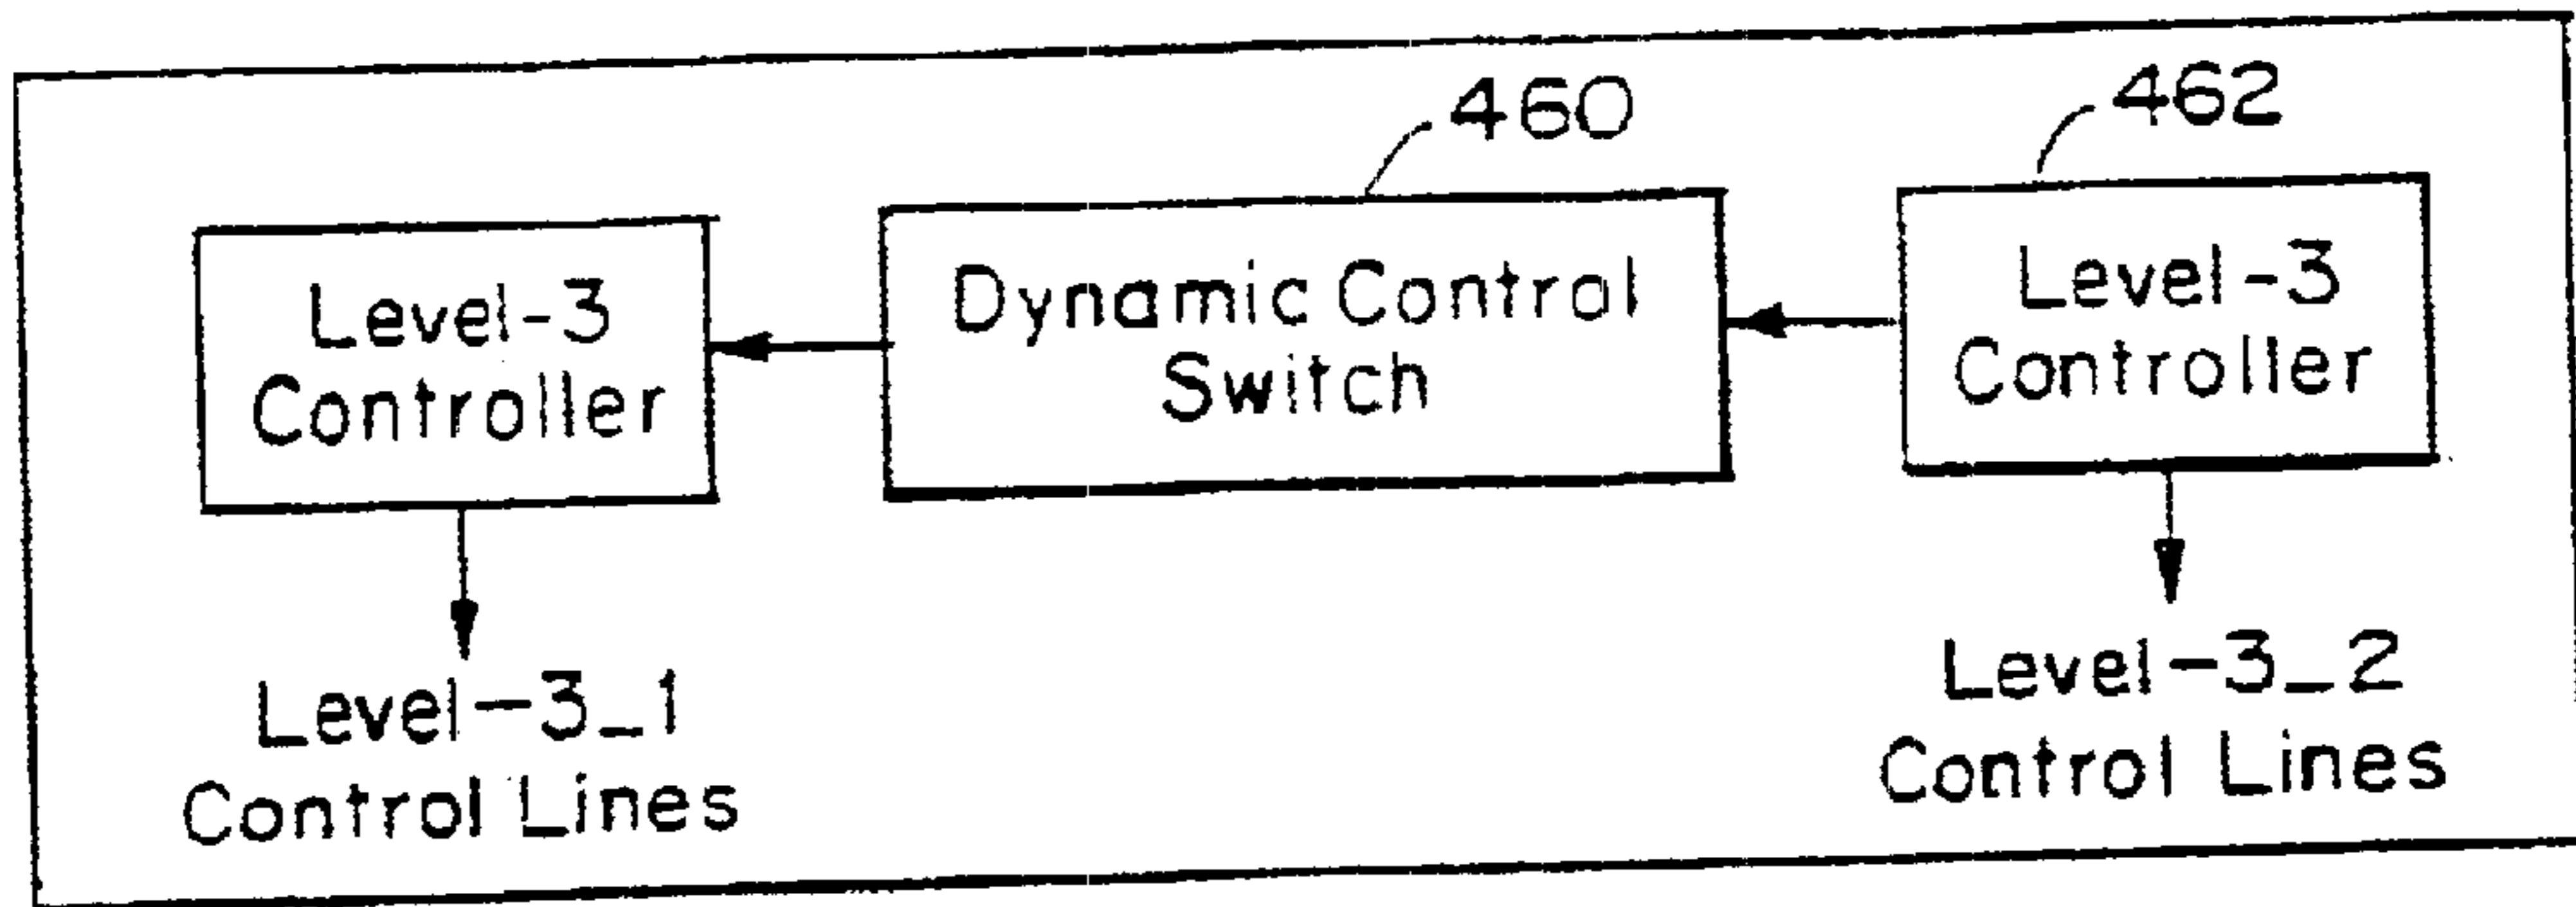 460
462
Level-3
Controller
Dynamic Control
Switch
Level-3
Controller
Level-3_1
Control Lines
Level-3_2
Control Lines